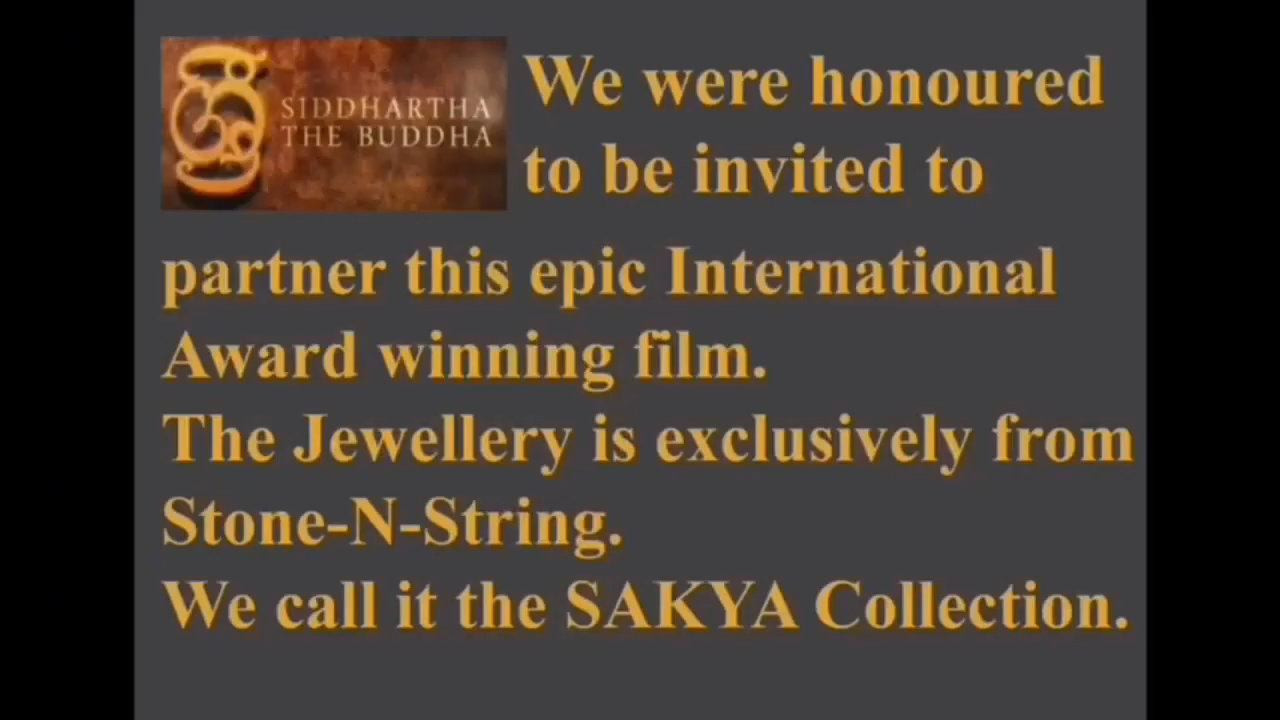 SIDDHARTHA
THE BUDDHA
We were honoured
to be invited to
partner this epic International
Award winning film.
The Jewellery is exclusively from
Stone-N-String.
We call it the SAKYA Collection.